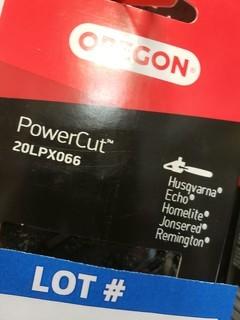 OREGON®
PowerCut™
20LPX066
Husqvarna®
Echo®
Homelite®
Jonsered®
Remington®
LOT #